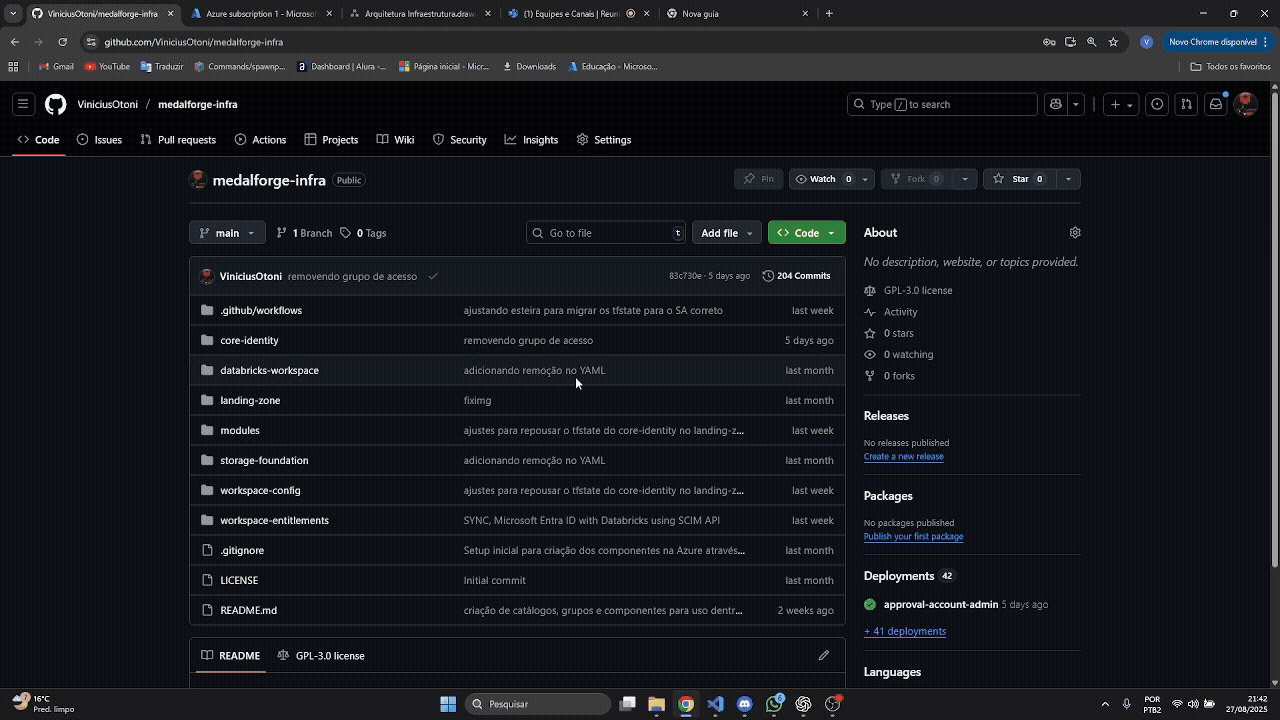 ViniciusOtoni/medalforge-infra
Azure subscription 1 - Microsof
Arquitetura Infraestrutura.draw
(1) Equipes e Canais | Reuni
Nova guia
github.com/ViniciusOtoni/medalforge-infra
V
Novo Chrome disponível
Gmail
YouTube
Traduzir
Commands/spawnp...
Dashboard | Alura -...
Página inicial - Micr...
Downloads
Educação - Microso...
Todos os favoritos
ViniciusOtoni / medalforge-infra
Type / to search
Code
Issues
Pull requests
Actions
Projects
Wiki
Security
Insights
Settings
medalforge-infra Public
Pin
Watch 0
Fork 0
Star 0
main
1 Branch
0 Tags
Go to file t
Add file
Code
ViniciusOtoni removendo grupo de acesso
83c730e · 5 days ago
204 Commits
.github/workflows ajustando esteira para migrar os tfstate para o SA correto last week
core-identity removendo grupo de acesso 5 days ago
databricks-workspace adicionando remoção no YAML last month
landing-zone fiximg last month
modules ajustes para repousar o tfstate do core-identity no landing-z... last week
storage-foundation adicionando remoção no YAML last month
workspace-config ajustes para repousar o tfstate do core-identity no landing-z... last week
workspace-entitlements SYNC, Microsoft Entra ID with Databricks using SCIM API last week
.gitignore Setup inicial para criação dos componentes na Azure através... last month
LICENSE Initial commit last month
README.md criação de catálogos, grupos e componentes para uso dentr... 2 weeks ago
README
GPL-3.0 license
About
No description, website, or topics provided.
GPL-3.0 license
Activity
0 stars
0 watching
0 forks
Releases
No releases published
Create a new release
Packages
No packages published
Publish your first package
Deployments 42
approval-account-admin 5 days ago
+ 41 deployments
Languages
16°C
Pred. limpo
Pesquisar
POR
PTB2
21:42
27/08/2025